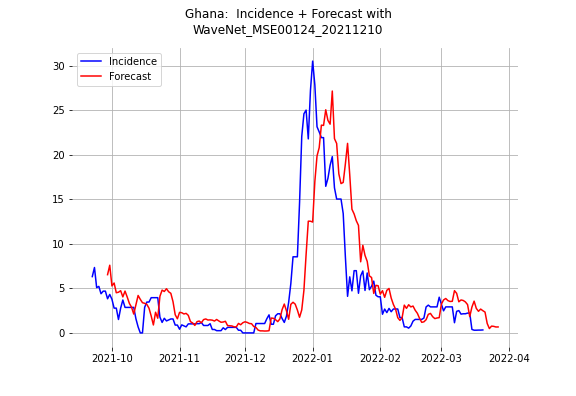 Ghana:  Incidence + Forecast with
WaveNet_MSE00124_20211210
Incidence
Forecast
30
25
20
15
10
5
0
2021-10 2021-11 2021-12 2022-01 2022-02 2022-03 2022-04